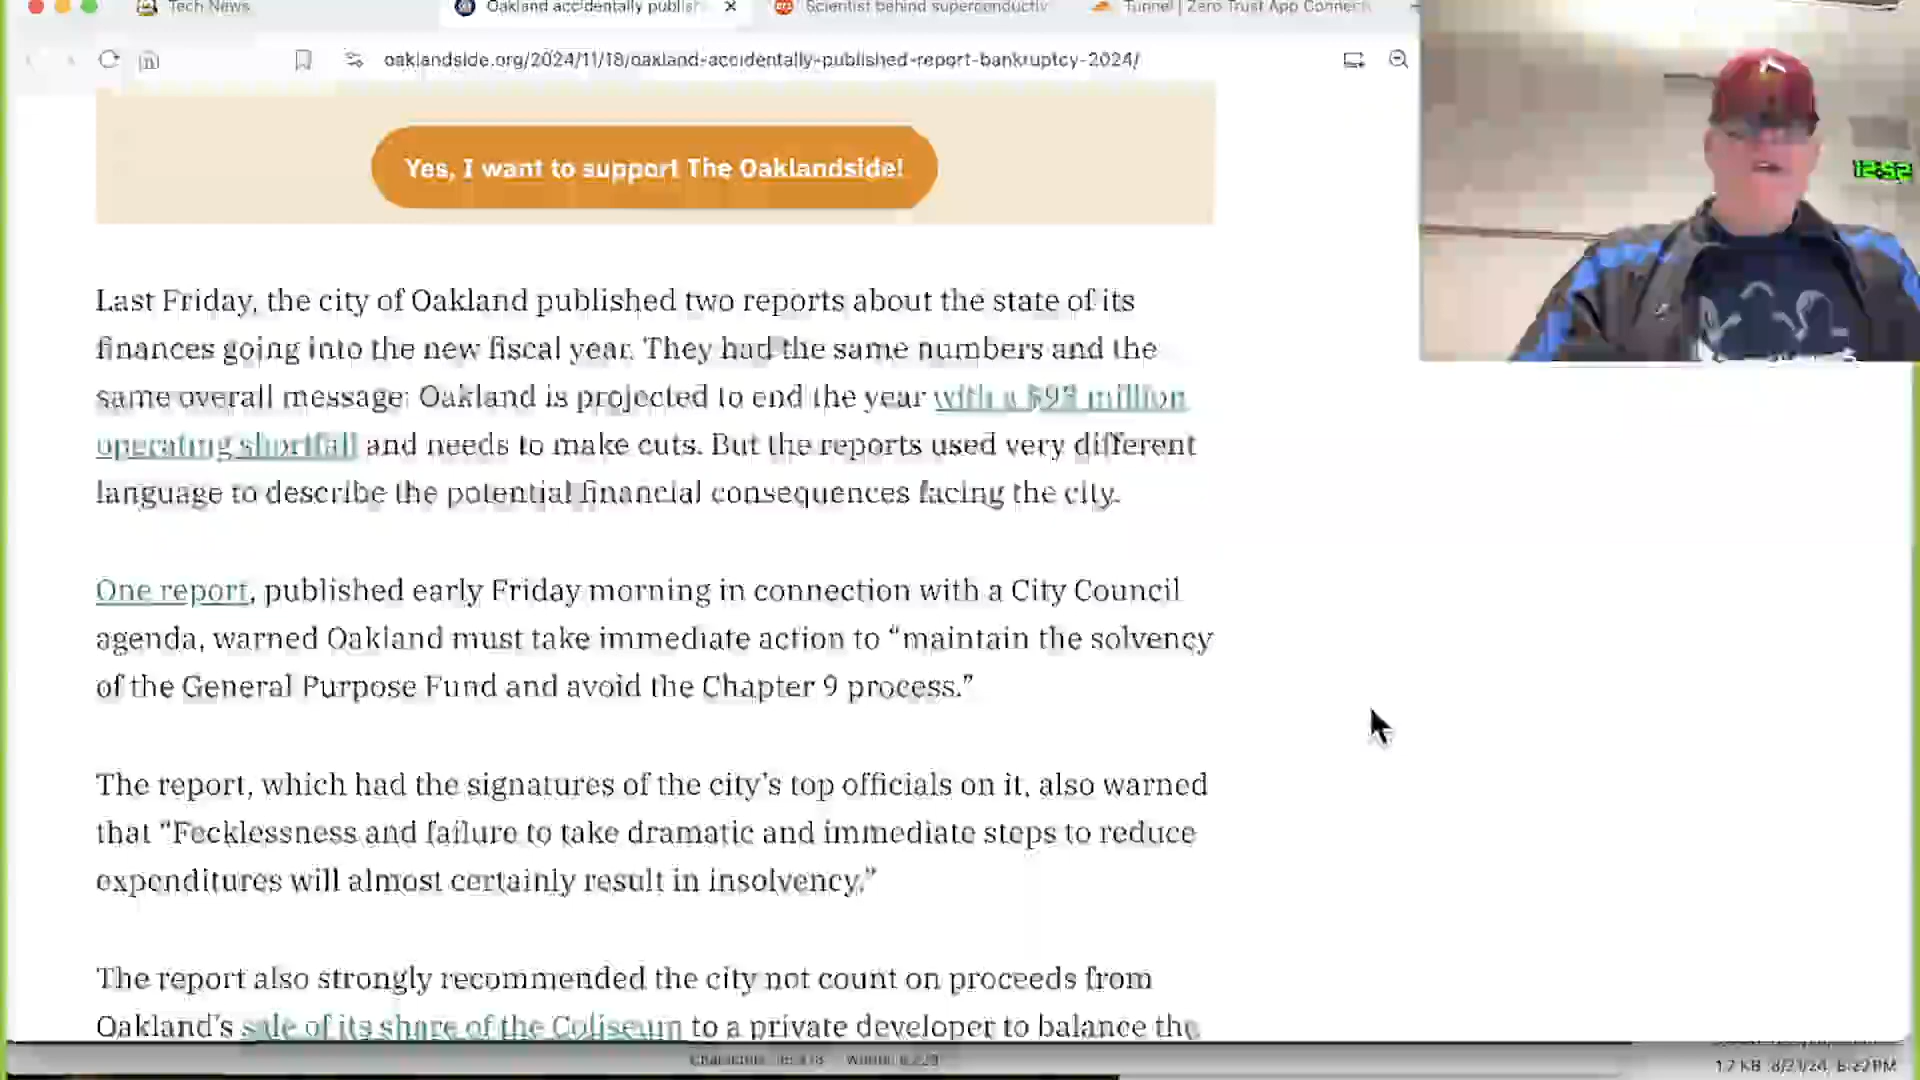 Tech News
Oakland accidentally publish
Scientist behind superconductiv
Tunnel | Zero Trust App Connect
oaklandside.org/2024/11/18/oakland-accidentally-published-report-bankruptcy-2024/
12:52
Yes, I want to support The Oaklandside!
Last Friday, the city of Oakland published two reports about the state of its
finances going into the new fiscal year. They had the same numbers and the
same overall message: Oakland is projected to end the year with a million
operating shortfall and needs to make cuts. But the reports used very different
language to describe the potential financial consequences facing the city.
One report, published early Friday morning in connection with a City Council
agenda, warned Oakland must take immediate action to “maintain the solvency
of the General Purpose Fund and avoid the Chapter 9 process.”
The report, which had the signatures of the city’s top officials on it, also warned
that “Fecklessness and failure to take dramatic and immediate steps to reduce
expenditures will almost certainly result in insolvency.”
The report also strongly recommended the city not count on proceeds from
Oakland’s sale of its share of the Coliseum to a private developer to balance the